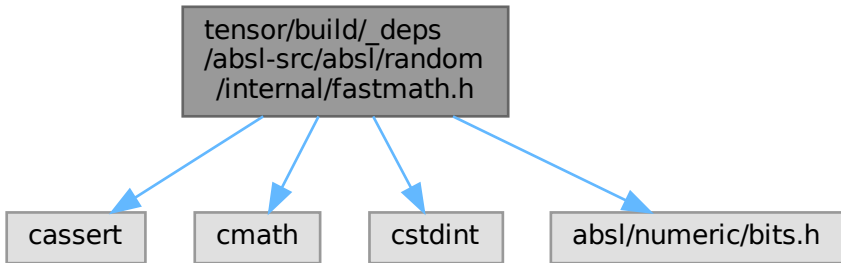 tensor/build/_deps
/absl-src/absl/random
/internal/fastmath.h
cassert
cmath
cstdint
absl/numeric/bits.h